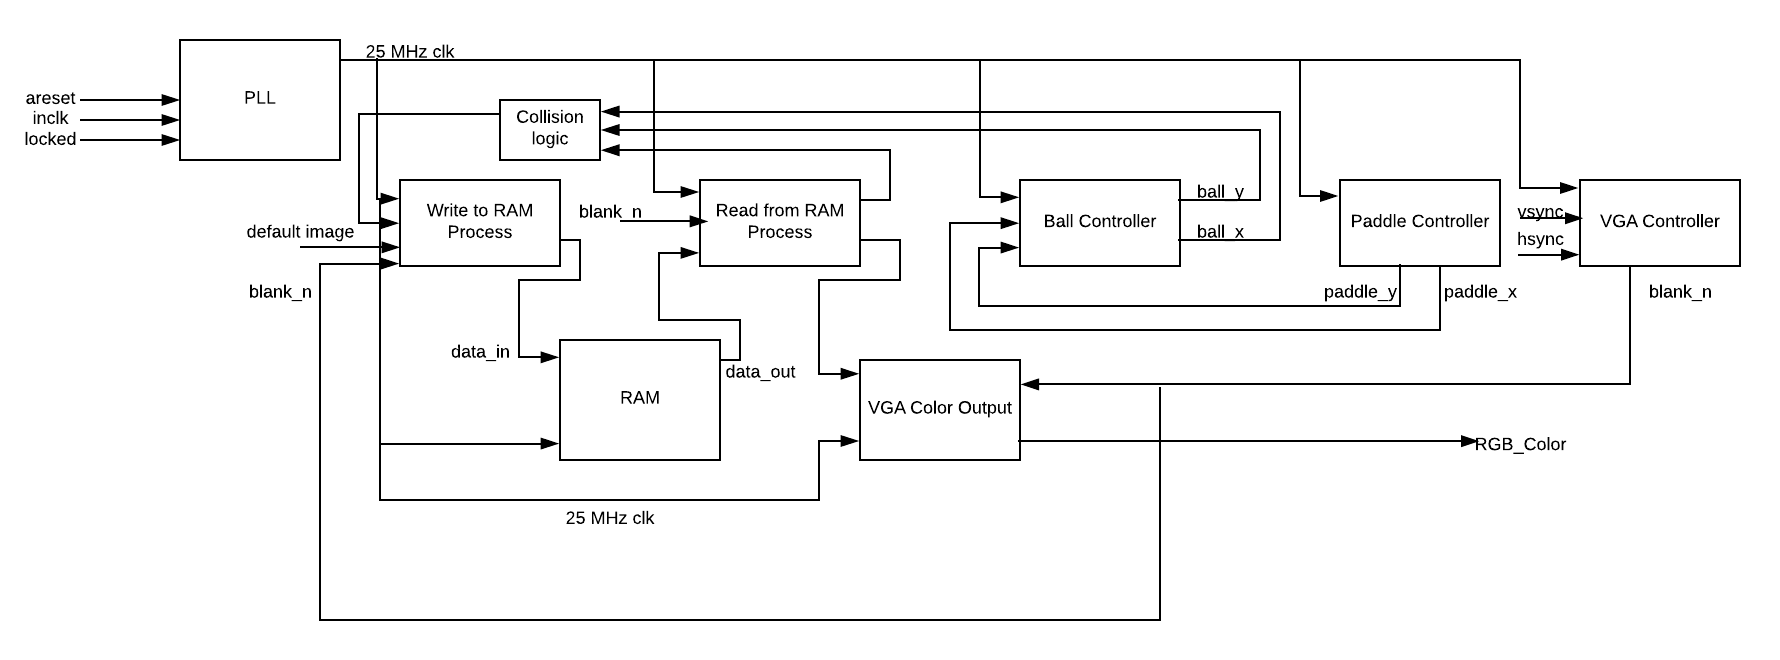 25 MHz clk
PLL
areset
inclk
locked
Collision
logic
Write to RAM
Process
default image
blank_n
blank_n
Read from RAM
Process
Ball Controller
ball_y
ball_x
Paddle Controller
vsync
hsync
VGA Controller
blank_n
paddle_y
paddle_x
data_in
RAM
data_out
VGA Color Output
RGB_Color
25 MHz clk